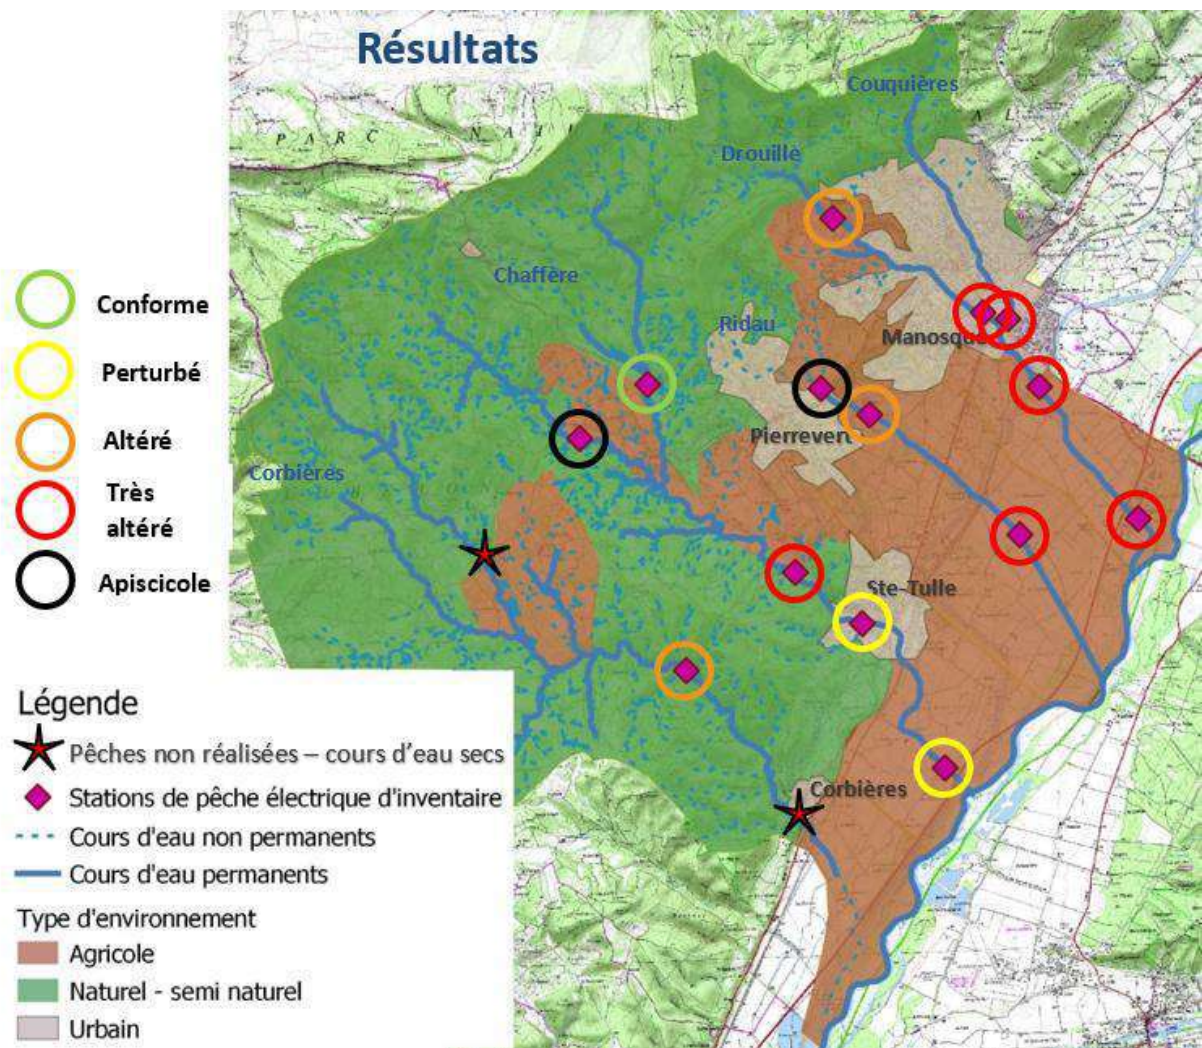 Résultats
Couquières
PARC
Drouille
Chaffère
Ridau
Manosqu
Pierrevert
Corbières
Ste-Tulle
Corbières
Conforme
Perturbé
Altéré
Très
altéré
Apiscicole
Légende
Pêches non réalisées – cours d'eau secs
Stations de pêche électrique d'inventaire
Cours d'eau non permanents
Cours d'eau permanents
Type d'environnement
Agricole
Naturel - semi naturel
Urbain